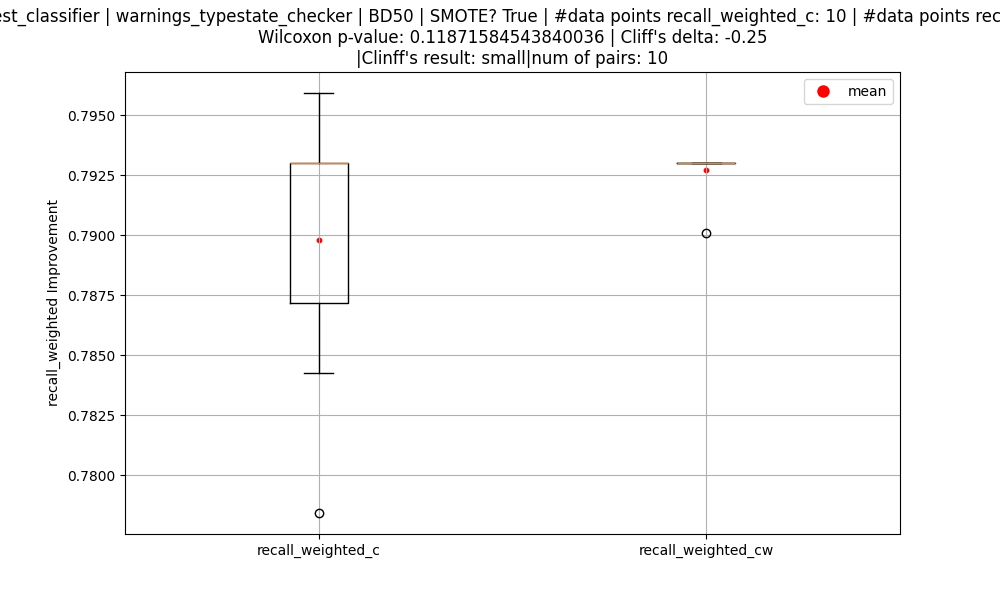 est_classifier | warnings_typestate_checker | BD50 | SMOTE? True | #data points recall_weighted_c: 10 | #data points rec
Wilcoxon p-value: 0.11871584543840036 | Cliff's delta: -0.25
|Clinff's result: small|num of pairs: 10
mean
0.7950
0.7925
0.7900
0.7875
0.7850
0.7825
0.7800
recall_weighted Improvement
recall_weighted_c
recall_weighted_cw